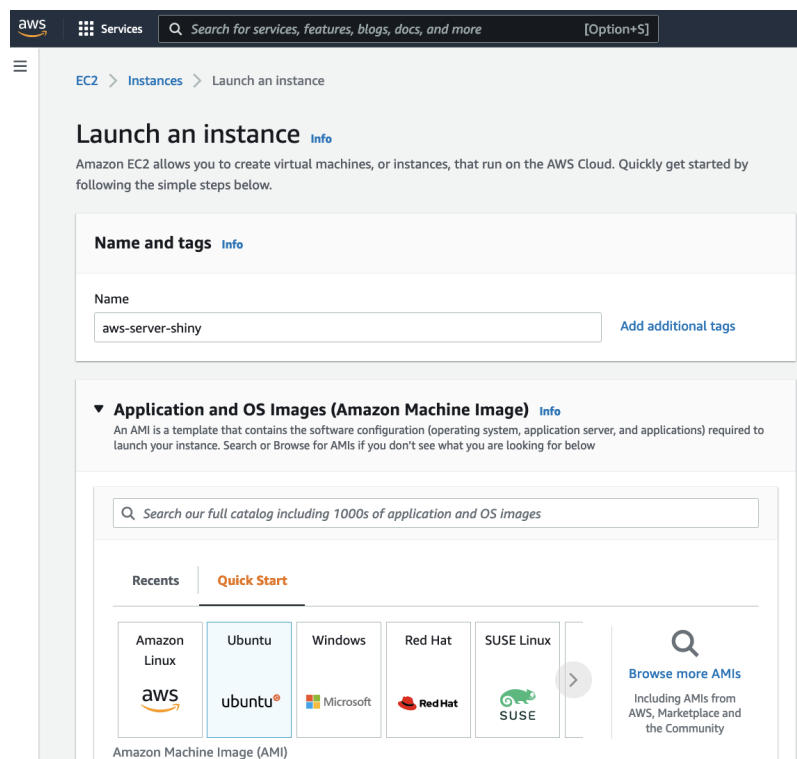 aws
Services
Search for services, features, blogs, docs, and more
[Option+S]
EC2 > Instances > Launch an instance
Launch an instance Info
Amazon EC2 allows you to create virtual machines, or instances, that run on the AWS Cloud. Quickly get started by
following the simple steps below.
Name and tags Info
Name
aws-server-shiny
Add additional tags
Application and OS Images (Amazon Machine Image) Info
An AMI is a template that contains the software configuration (operating system, application server, and applications) required to
launch your instance. Search or Browse for AMIs if you don't see what you are looking for below
Search our full catalog including 1000s of application and OS images
Recents
Quick Start
Amazon
Linux
aws
Ubuntu
ubuntu
Windows
Microsoft
Red Hat
Red Hat
SUSE Linux
SUSE
Browse more AMIs
Including AMIs from
AWS, Marketplace and
the Community
Amazon Machine Image (AMI)